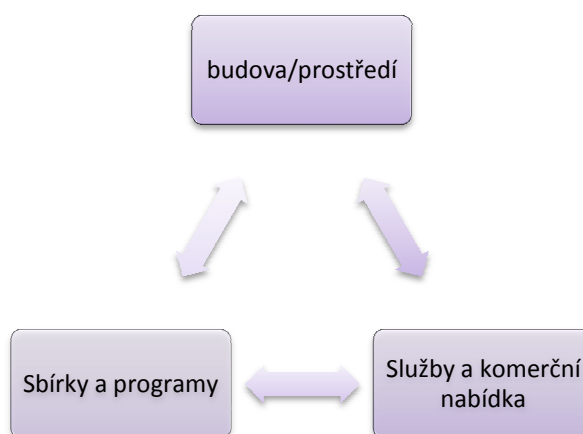 budova/prostředí
Sbírky a programy
Služby a komerční
nabídka